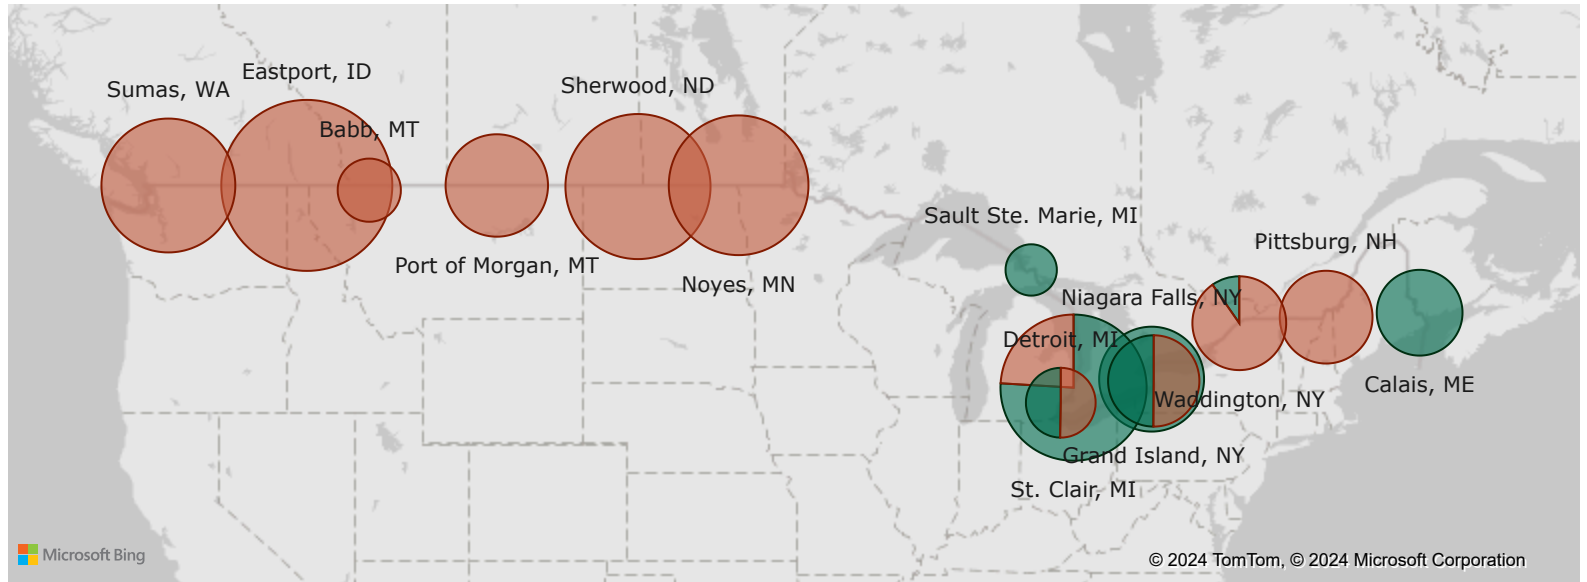 Sumas, WA
Eastport, ID
Babb, MT
Port of Morgan, MT
Sherwood, ND
Noyes, MN
Sault Ste. Marie, MI
Niagara Falls, NY
Detroit, MI
Pittsburg, NH
Calais, ME
Waddington, NY
Grand Island, NY
St. Clair, MI
Microsoft Bing
© 2024 TomTom, © 2024 Microsoft Corporation